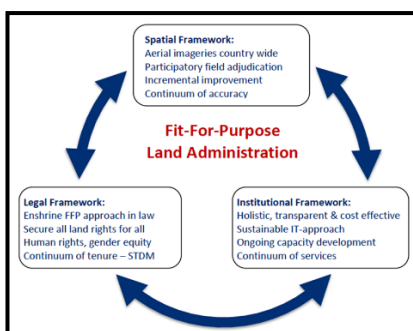 Spatial Framework:
Aerial imageries country wide
Participatory field adjudication
Incremental improvement
Continuum of accuracy
Fit-For-Purpose
Land Administration
Legal Framework:
Enshrine FFP approach in law
Secure all land rights for all
Human rights, gender equity
Continuum of tenure – STDM
Institutional Framework:
Holistic, transparent & cost effective
Sustainable IT-approach
Ongoing capacity development
Continuum of services